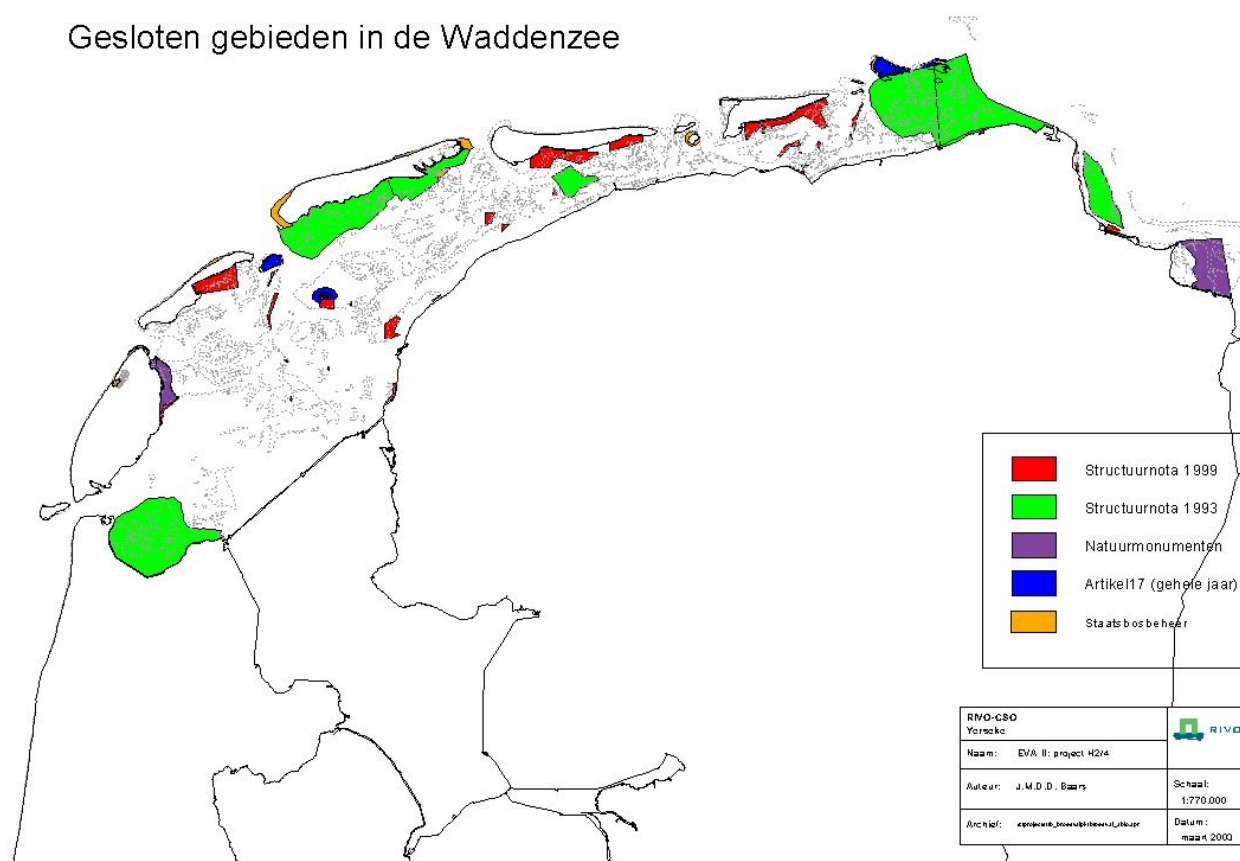 Gesloten gebieden in de Waddenzee
Structuurnota 1999
Structuurnota 1993
Natuurmonumenten
Artikel17 (gehele jaar)
Staatsbosbeheer
RIVO-CSO
Yerseke
RIVO
Naam: EVA II: project H2/4
Auteur: J.M.D.D. Baars
Schaal:
1:770.000
Archief:
Datum:
maart 2003